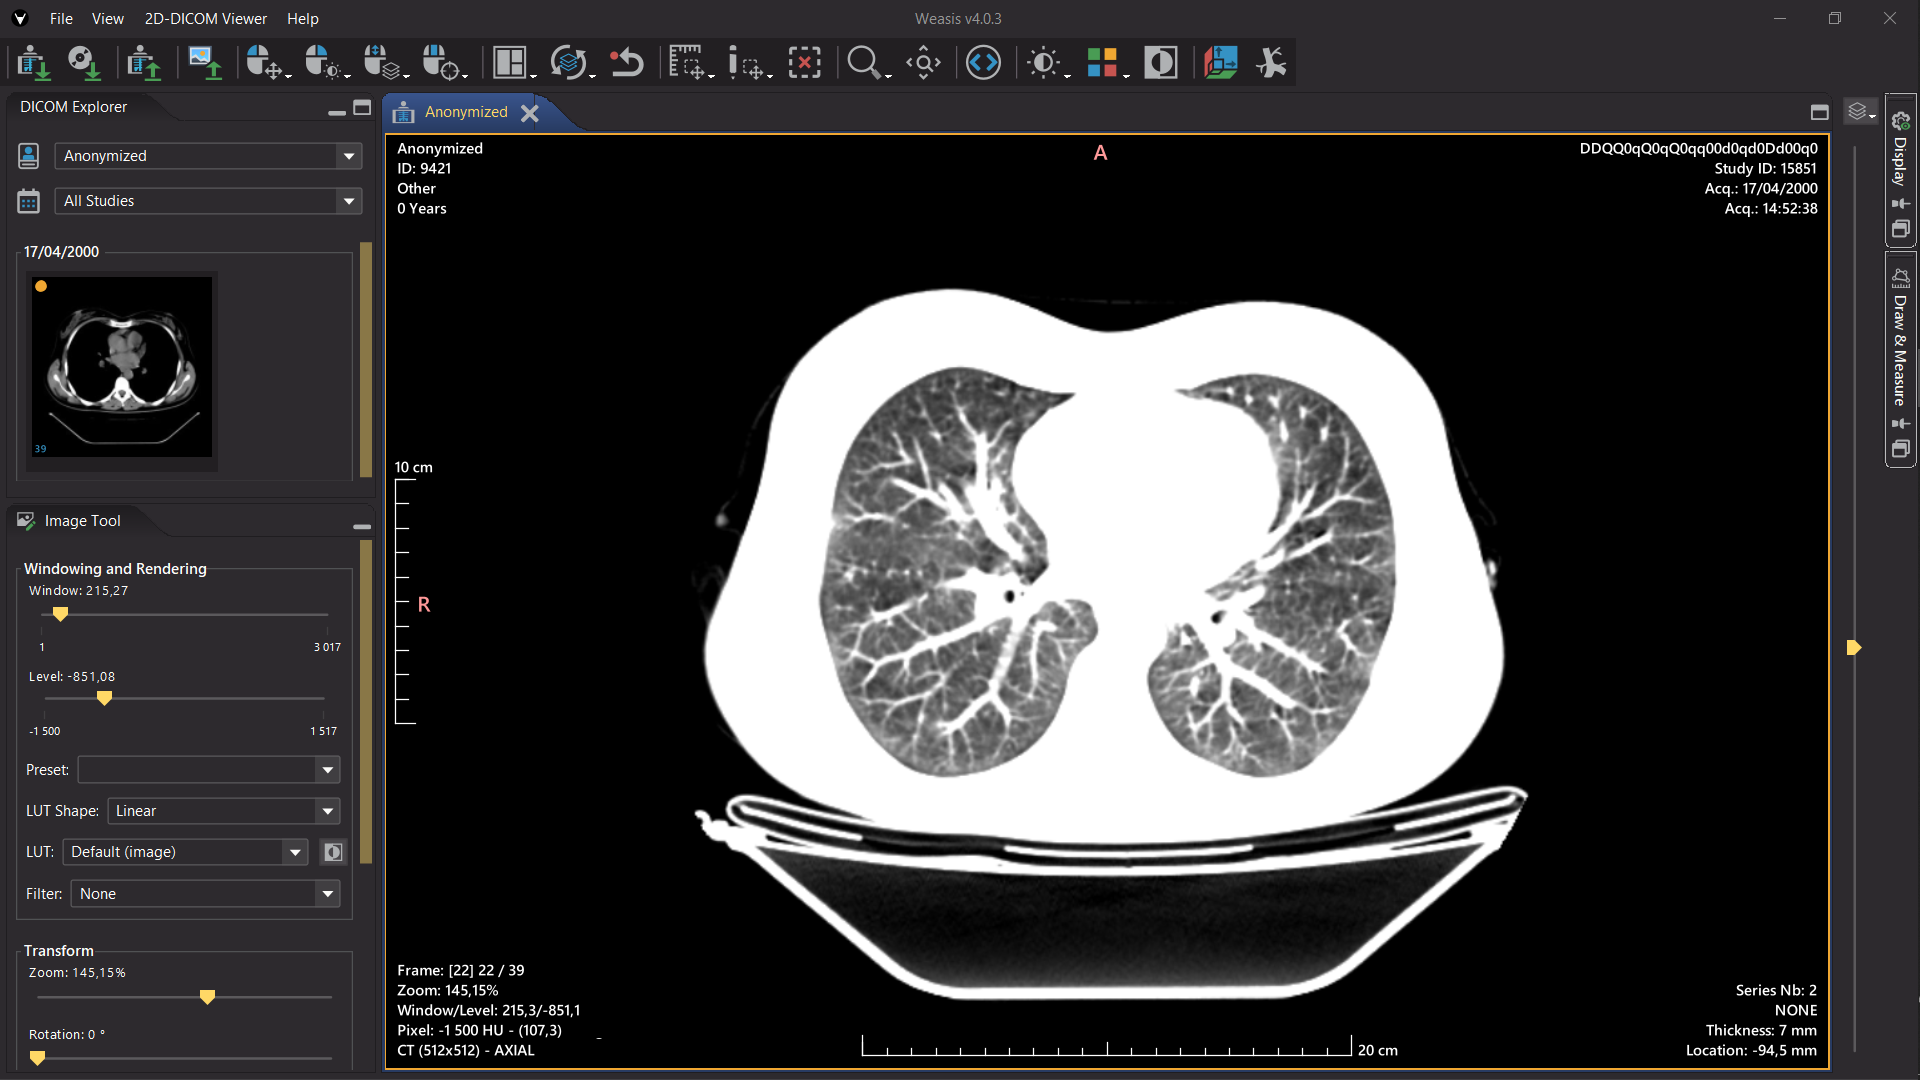 File View 2D-DICOM Viewer Help
Weasis v4.0.3
DICOM Explorer
Anonymized
All Studies
17/04/2000
39
Image Tool
Windowing and Rendering
Window: 215,27
1 3 017
Level: -851,08
-1 500 1 517
Preset:
LUT Shape: Linear
LUT: Default (image)
Filter: None
Transform
Zoom: 145,15%
Rotation: 0 °
Anonymized
Anonymized
ID: 9421
Other
0 Years
A
DDQQ0qQ0qQ0qq00d0qd0Dd00q0
Study ID: 15851
Acq.: 17/04/2000
Acq.: 14:52:38
10 cm
R
Frame: [22] 22 / 39
Zoom: 145,15%
Window/Level: 215,3/-851,1
Pixel: -1 500 HU - (107,3)
CT (512x512) - AXIAL
20 cm
Series Nb: 2
NONE
Thickness: 7 mm
Location: -94,5 mm
Display
Draw & Measure